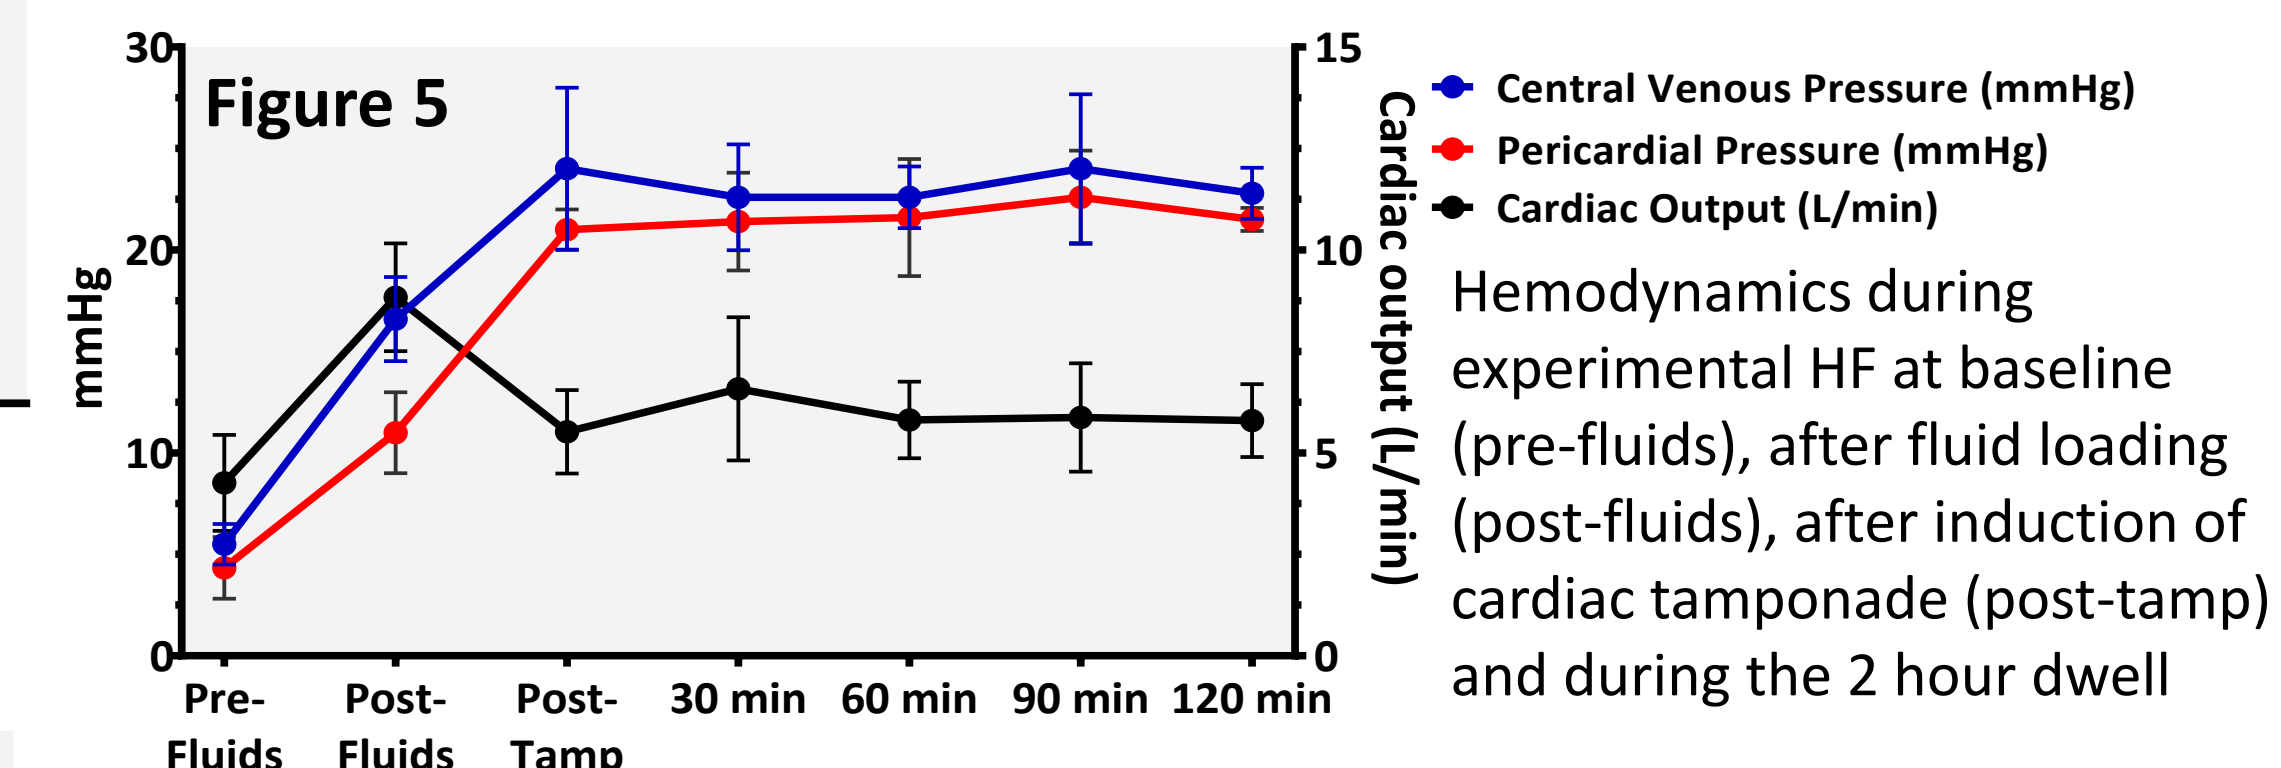 Figure 5
30
20
10
0
mmHg
15
10
5
0
Cardiac output (L/min)
Pre-
Fluids
Post-
Fluids
Post-
Tamp
30 min
60 min
90 min
120 min
Central Venous Pressure (mmHg)
Pericardial Pressure (mmHg)
Cardiac Output (L/min)
Hemodynamics during
experimental HF at baseline
(pre-fluids), after fluid loading
(post-fluids), after induction of
cardiac tamponade (post-tamp)
and during the 2 hour dwell